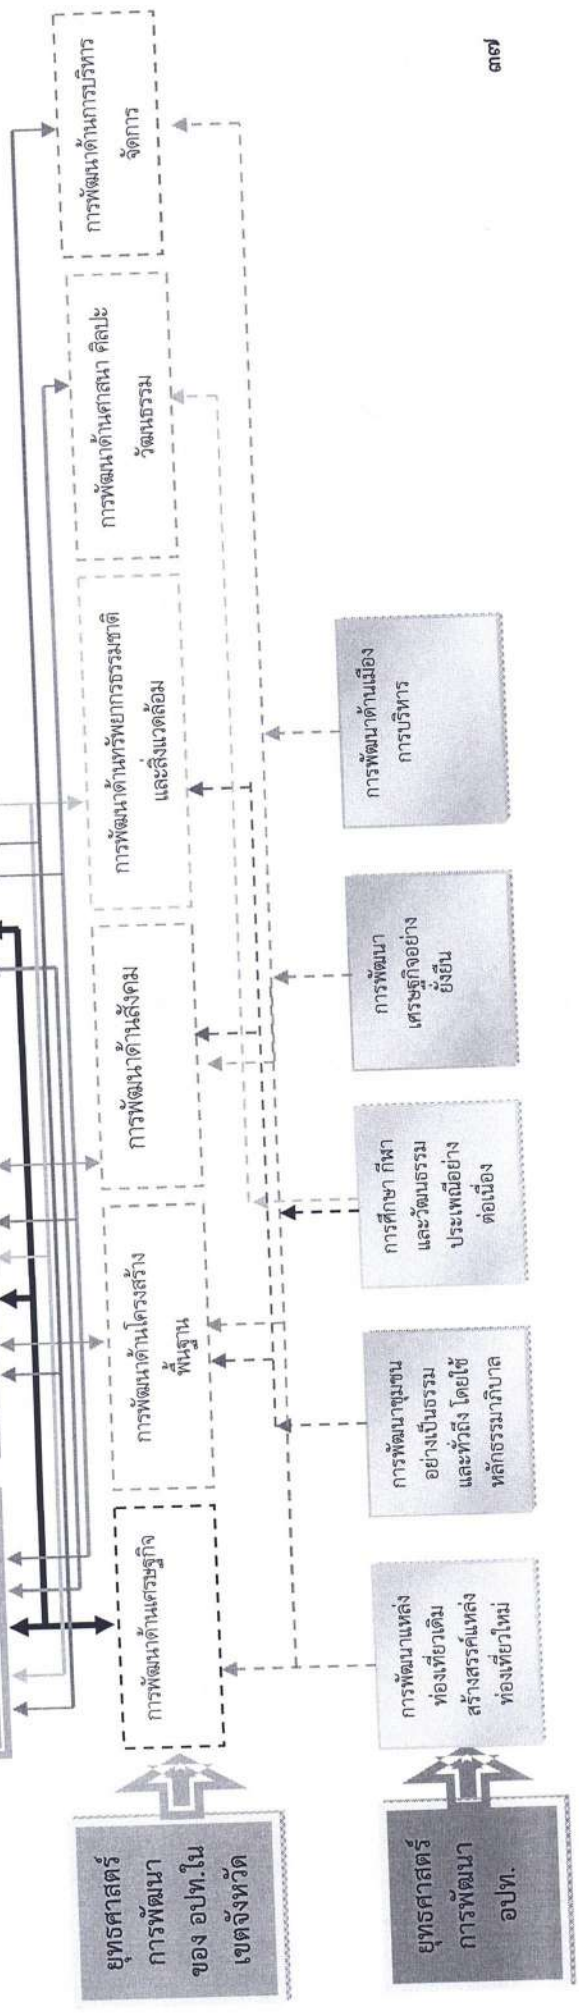 ยุทธศาสตร์
การพัฒนา
ของ อปท.ใน
เขตจังหวัด
การพัฒนาด้านเศรษฐกิจ
การพัฒนาด้านโครงสร้าง
พื้นฐาน
การพัฒนาด้านสังคม
การพัฒนาด้านทรัพยากรธรรมชาติ
และสิ่งแวดล้อม
การพัฒนาด้านศาสนา ศิลปะ
วัฒนธรรม
การพัฒนาด้านการบริหาร
จัดการ
ยุทธศาสตร์
การพัฒนา
อปท.
การพัฒนาแหล่ง
ท่องเที่ยวเดิม
สร้างสรรค์แหล่ง
ท่องเที่ยวใหม่
การพัฒนาชุมชน
อย่างเป็นธรรม
และทั่วถึง โดยใช้
หลักธรรมาภิบาล
การศึกษา กีฬา
และวัฒนธรรม
ประเพณีอย่าง
ต่อเนื่อง
การพัฒนา
เศรษฐกิจอย่าง
ยั่งยืน
การพัฒนาด้านเมือง
การบริหาร
๓๗